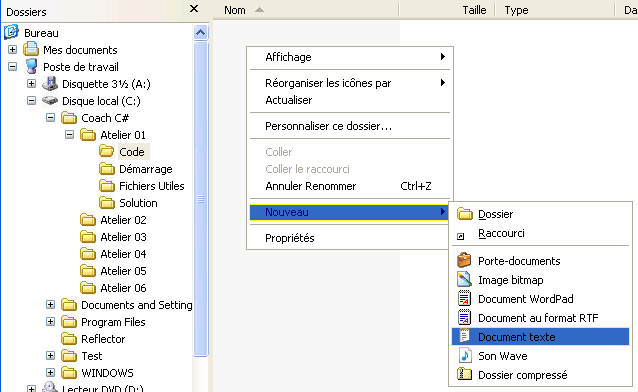 Dossiers
Bureau
Mes documents
Poste de travail
Disquette 3½ (A:)
Disque local (C:)
Coach C#
Atelier 01
Code
Démarrage
Fichiers Utiles
Solution
Atelier 02
Atelier 03
Atelier 04
Atelier 05
Atelier 06
Documents and Setting
Program Files
Reflector
Test
WINDOWS
Lecteur DVD (D:)
Nom Taille Type Da
Affichage
Réorganiser les icônes par
Actualiser
Personnaliser ce dossier...
Coller
Coller le raccourci
Annuler Renommer Ctrl+Z
Nouveau
Propriétés
Dossier
Raccourci
Porte-documents
Image bitmap
Document WordPad
Document au format RTF
Document texte
Son Wave
Dossier compressé